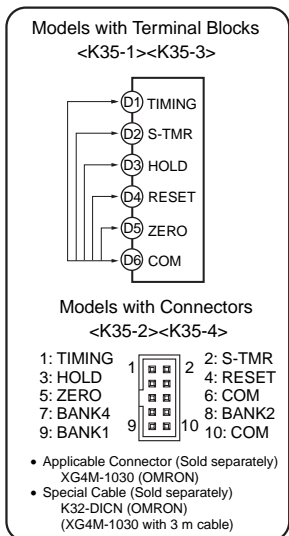 Models with Terminal Blocks
<K35-1><K35-3>
D1 TIMING
D2 S-TMR
D3 HOLD
D4 RESET
D5 ZERO
D6 COM
Models with Connectors
<K35-2><K35-4>
1: TIMING 1 2 2: S-TMR
3: HOLD 4: RESET
5: ZERO 6: COM
7: BANK4 8: BANK2
9: BANK1 9 10 10: COM
• Applicable Connector (Sold separately)
XG4M-1030 (OMRON)
• Special Cable (Sold separately)
K32-DICN (OMRON)
(XG4M-1030 with 3 m cable)